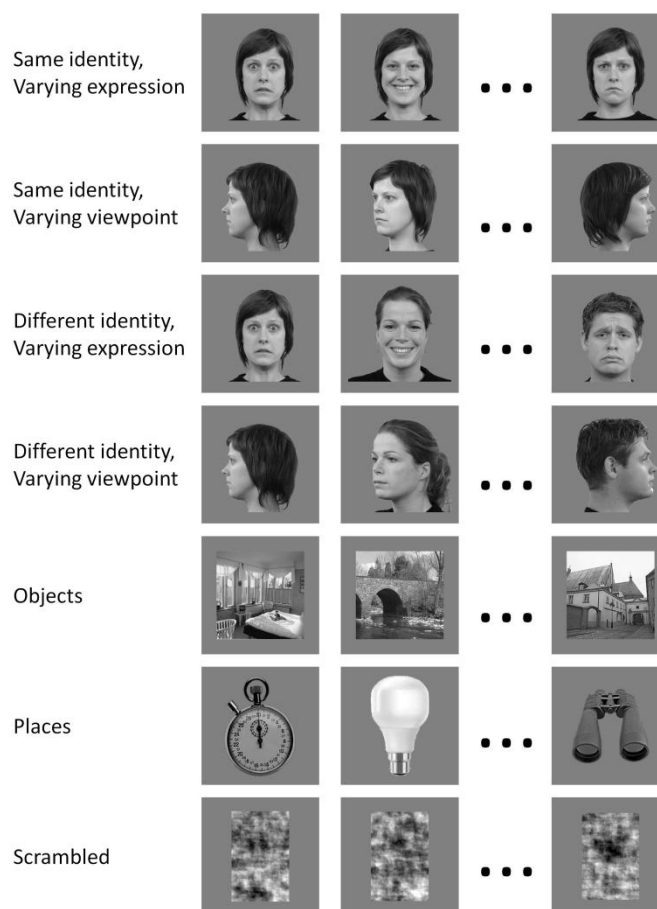 Same identity,
Varying expression
Same identity,
Varying viewpoint
Different identity,
Varying expression
Different identity,
Varying viewpoint
Objects
Places
Scrambled